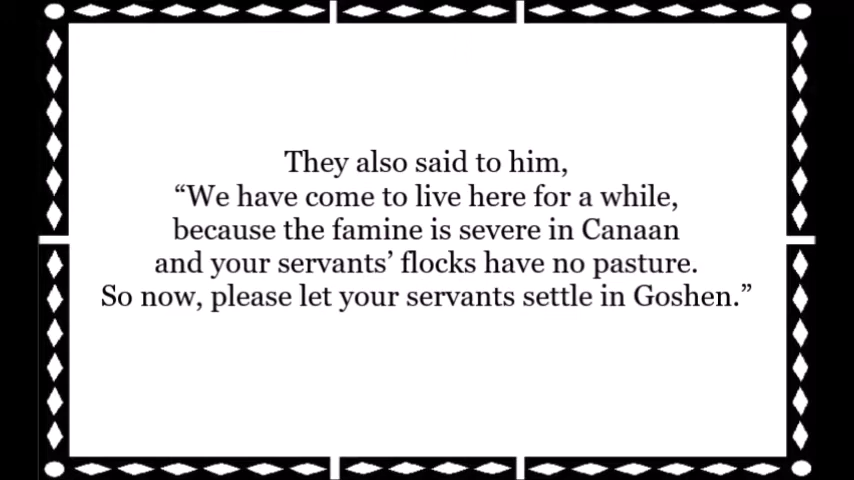 They also said to him,
“We have come to live here for a while,
because the famine is severe in Canaan
and your servants’ flocks have no pasture.
So now, please let your servants settle in Goshen.”